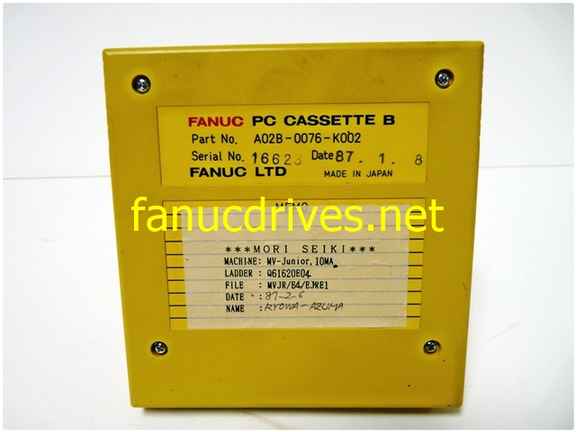 FANUC PC CASSETTE B
Part No. A02B-0076-K002
Serial No. 16623 Date 87. 1. 8
FANUC LTD MADE IN JAPAN
MEMO
fanucdrives.net
***MORI SEIKI***
MACHINE: MV-Junior, 10MA
LADDER : Q61620E04
FILE : MVJR/E4/EJRE1
DATE : 87-2-6
NAME : RYOWA-AZUMA